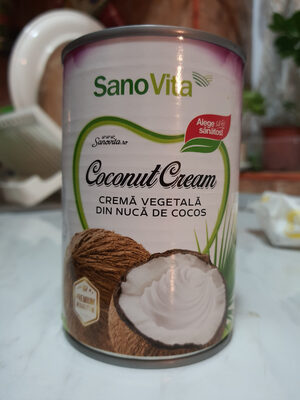 SanoVita
Alege să fii
sănătos!
Sanovita.ro
Coconut Cream
CREMĂ VEGETALĂ
DIN NUCĂ DE COCOS
PREMIUM